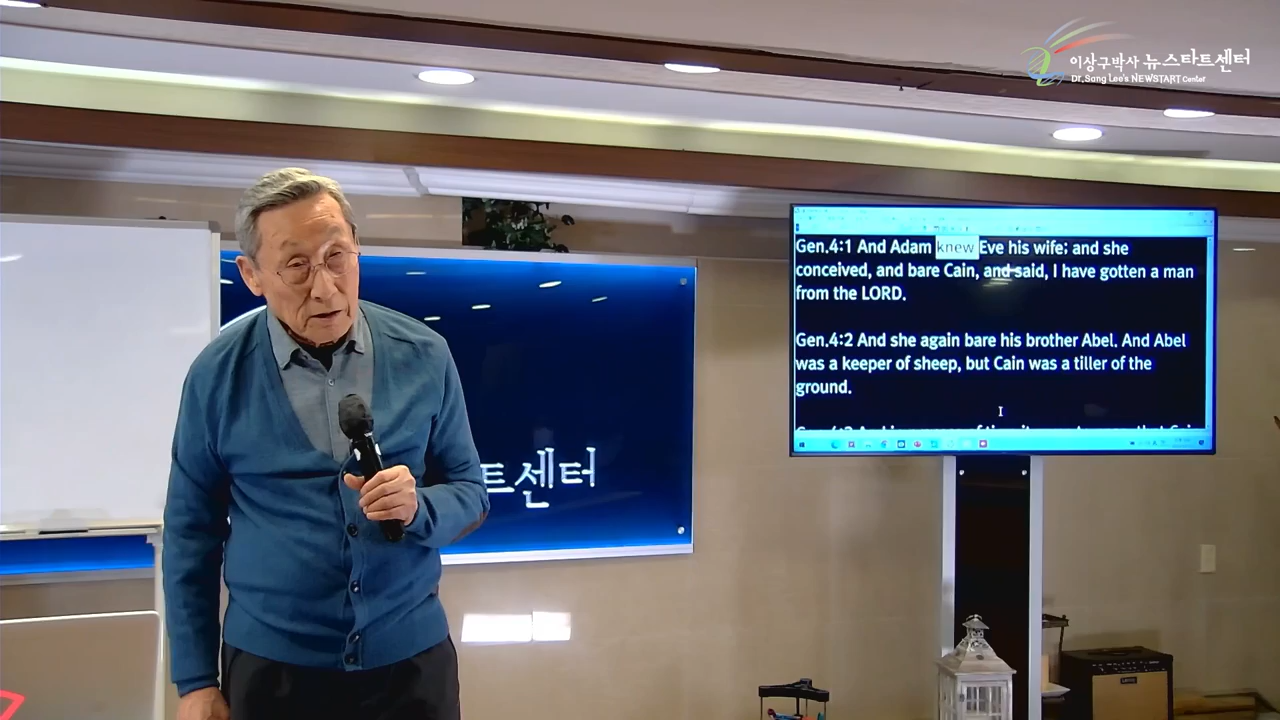 이상구박사 뉴스타트센터
Dr. Sang Lee's NEWSTART Center
Gen.4:1 And Adam knew Eve his wife; and she
conceived, and bare Cain, and said, I have gotten a man
from the LORD.
Gen.4:2 And she again bare his brother Abel. And Abel
was a keeper of sheep, but Cain was a tiller of the
ground.
트센터